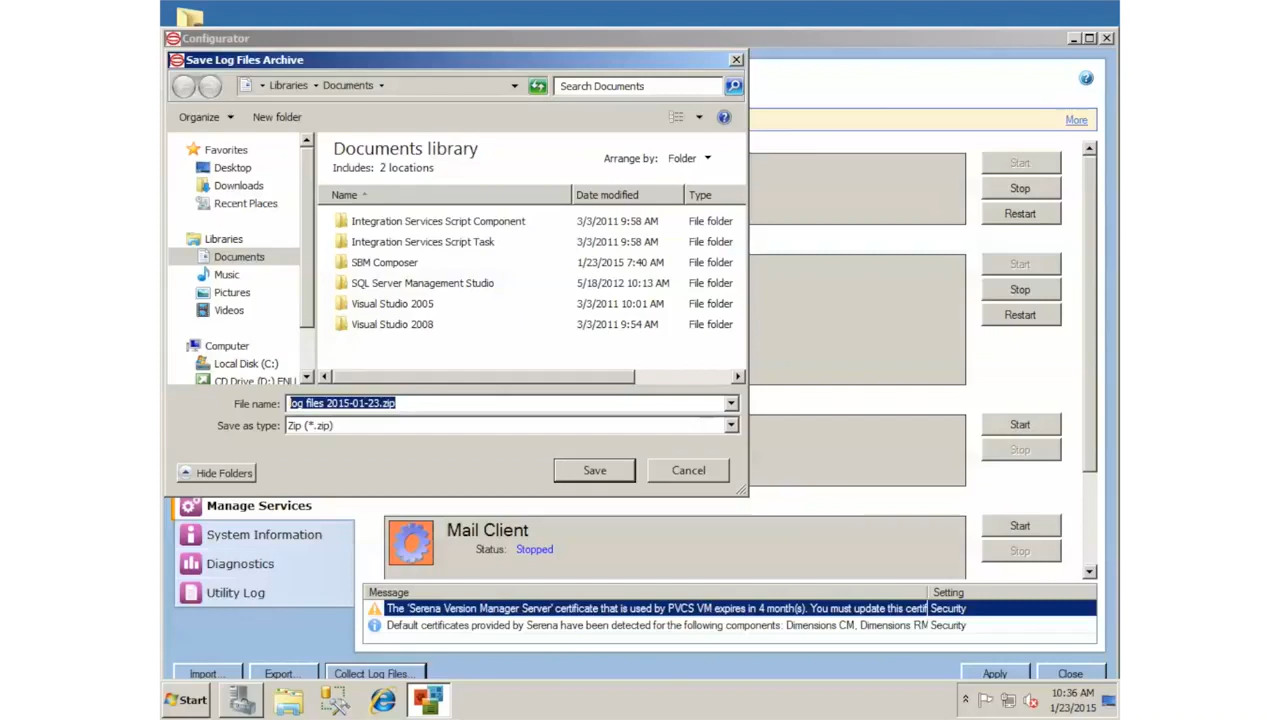 Configurator
Save Log Files Archive
Libraries Documents
Search Documents
Organize New folder
More
Favorites
Desktop
Downloads
Recent Places
Libraries
Documents
Music
Pictures
Videos
Computer
Local Disk (C:)
CD Drive (D:) ENU
Documents library
Includes: 2 locations
Arrange by: Folder
Name Date modified Type
Integration Services Script Component 3/3/2011 9:58 AM File folder
Integration Services Script Task 3/3/2011 9:58 AM File folder
SBM Composer 1/23/2015 7:40 AM File folder
SQL Server Management Studio 5/18/2012 10:13 AM File folder
Visual Studio 2005 3/3/2011 10:01 AM File folder
Visual Studio 2008 3/3/2011 9:54 AM File folder
File name: log files 2015-01-23.zip
Save as type: Zip (*.zip)
Hide Folders
Save Cancel
Start
Stop
Restart
Start
Stop
Restart
Start
Stop
Manage Services
System Information
Diagnostics
Utility Log
Mail Client
Status: Stopped
Start
Stop
Message Setting
The 'Serena Version Manager Server' certificate that is used by PVCS VM expires in 4 month(s). You must update this certif Security
Default certificates provided by Serena have been detected for the following components: Dimensions CM, Dimensions RM Security
Import... Export... Collect Log Files... Apply Close
Start
10:36 AM
1/23/2015